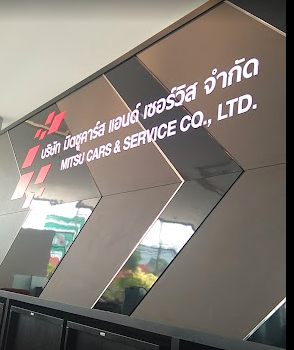 บริษัท มิตซูคาร์ส แอนด์ เซอร์วิส จำกัด
MITSU CARS & SERVICE CO., LTD.